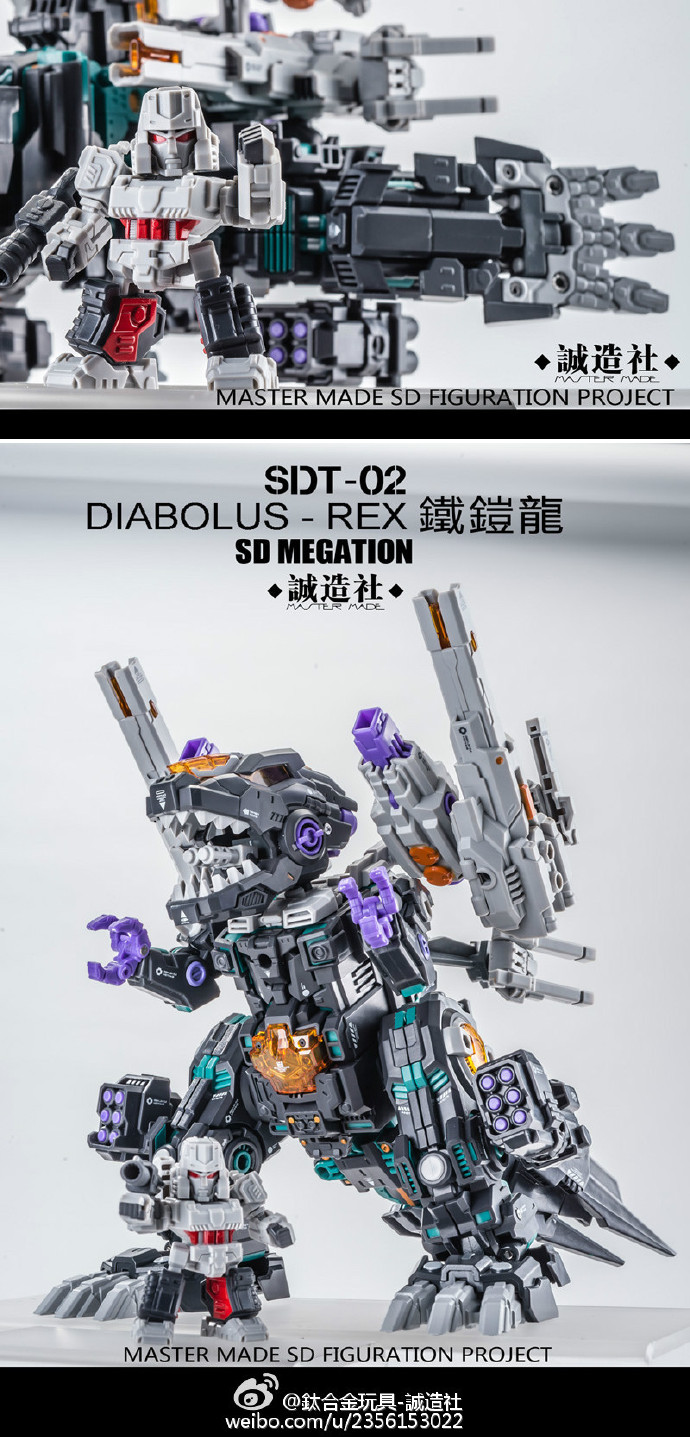 誠造社
MASTER MADE
MASTER MADE SD FIGURATION PROJECT
SDT-02
DIABOLUS - REX 鐵鎧龍
SD MEGATION
誠造社
MASTER MADE
MASTER MADE SD FIGURATION PROJECT
@鈦合金玩具-誠造社
weibo.com/u/2356153022